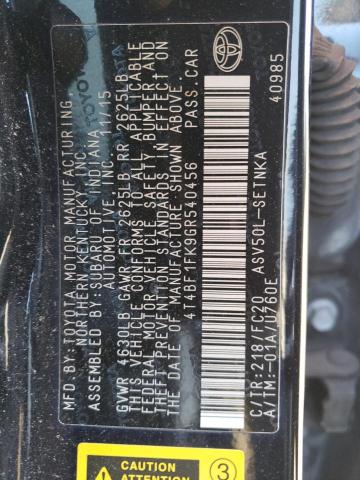 MFD.BY:TOYOTA MOTOR MANUFACTURING
NORTHERN KENTUCKY, INC.
ASSEMBLED BY: SUBARU OF INDIANA
AUTOMOTIVE, INC. 11/15
GVWR 4630LB GAWR FR 2625LB RR 2625LB
THIS VEHICLE CONFORMS TO ALL APPLICABLE
FEDERAL MOTOR VEHICLE SAFETY, BUMPER AND
THEFT PREVENTION STANDARDS IN EFFECT
ON THE DATE OF MANUFACTURE SHOWN ABOVE.
4T4BF1FK9GR540456 PASS.CAR
C/TR:218/FC20 ASV50L-SETNKA
A/TM:-01A/U760E 40985
CAUTION
ATTENTION
3